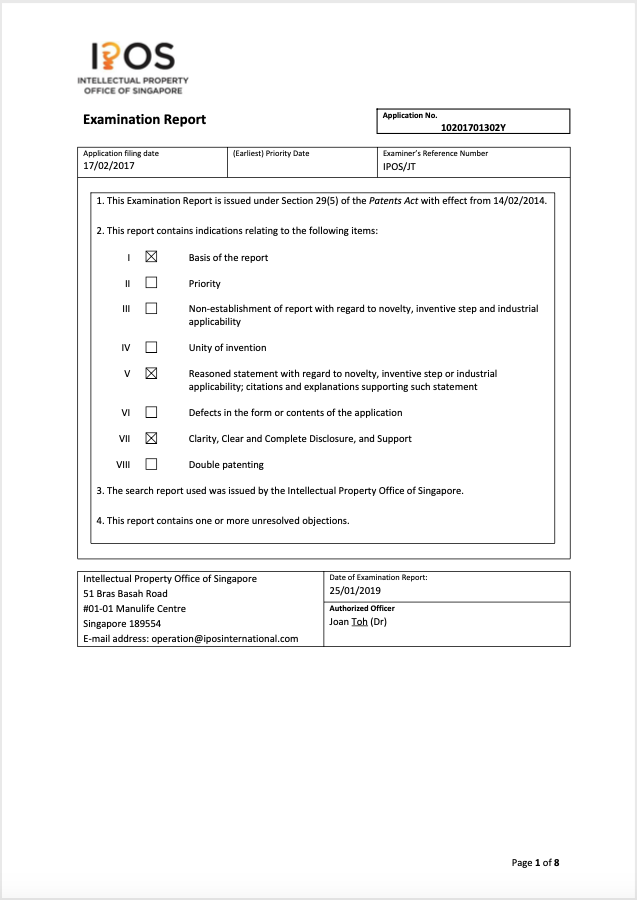 IPOS
INTELLECTUAL PROPERTY
OFFICE OF SINGAPORE
Examination Report
Application No.
10201701302Y
Application filing date
17/02/2017
(Earliest) Priority Date
Examiner's Reference Number
IPOS/JT
1. This Examination Report is issued under Section 29(5) of the Patents Act with effect from 14/02/2014.
2. This report contains indications relating to the following items:
I ☒ Basis of the report
II ☐ Priority
III ☐ Non-establishment of report with regard to novelty, inventive step and industrial
applicability
IV ☐ Unity of invention
V ☒ Reasoned statement with regard to novelty, inventive step or industrial
applicability; citations and explanations supporting such statement
VI ☐ Defects in the form or contents of the application
VII ☒ Clarity, Clear and Complete Disclosure, and Support
VIII ☐ Double patenting
3. The search report used was issued by the Intellectual Property Office of Singapore.
4. This report contains one or more unresolved objections.
Intellectual Property Office of Singapore
51 Bras Basah Road
#01-01 Manulife Centre
Singapore 189554
E-mail address: operation@iposinternational.com
Date of Examination Report:
25/01/2019
Authorized Officer
Joan Toh (Dr)
Page 1 of 8